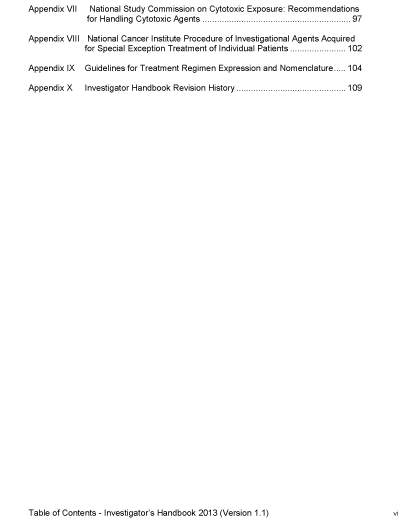 Appendix VII National Study Commission on Cytotoxic Exposure: Recommendations
for Handling Cytotoxic Agents ................................................................ 97
Appendix VIII National Cancer Institute Procedure of Investigational Agents Acquired
for Special Exception Treatment of Individual Patients ........................ 102
Appendix IX Guidelines for Treatment Regimen Expression and Nomenclature..... 104
Appendix X Investigator Handbook Revision History ............................................... 109
Table of Contents - Investigator’s Handbook 2013 (Version 1.1) vi